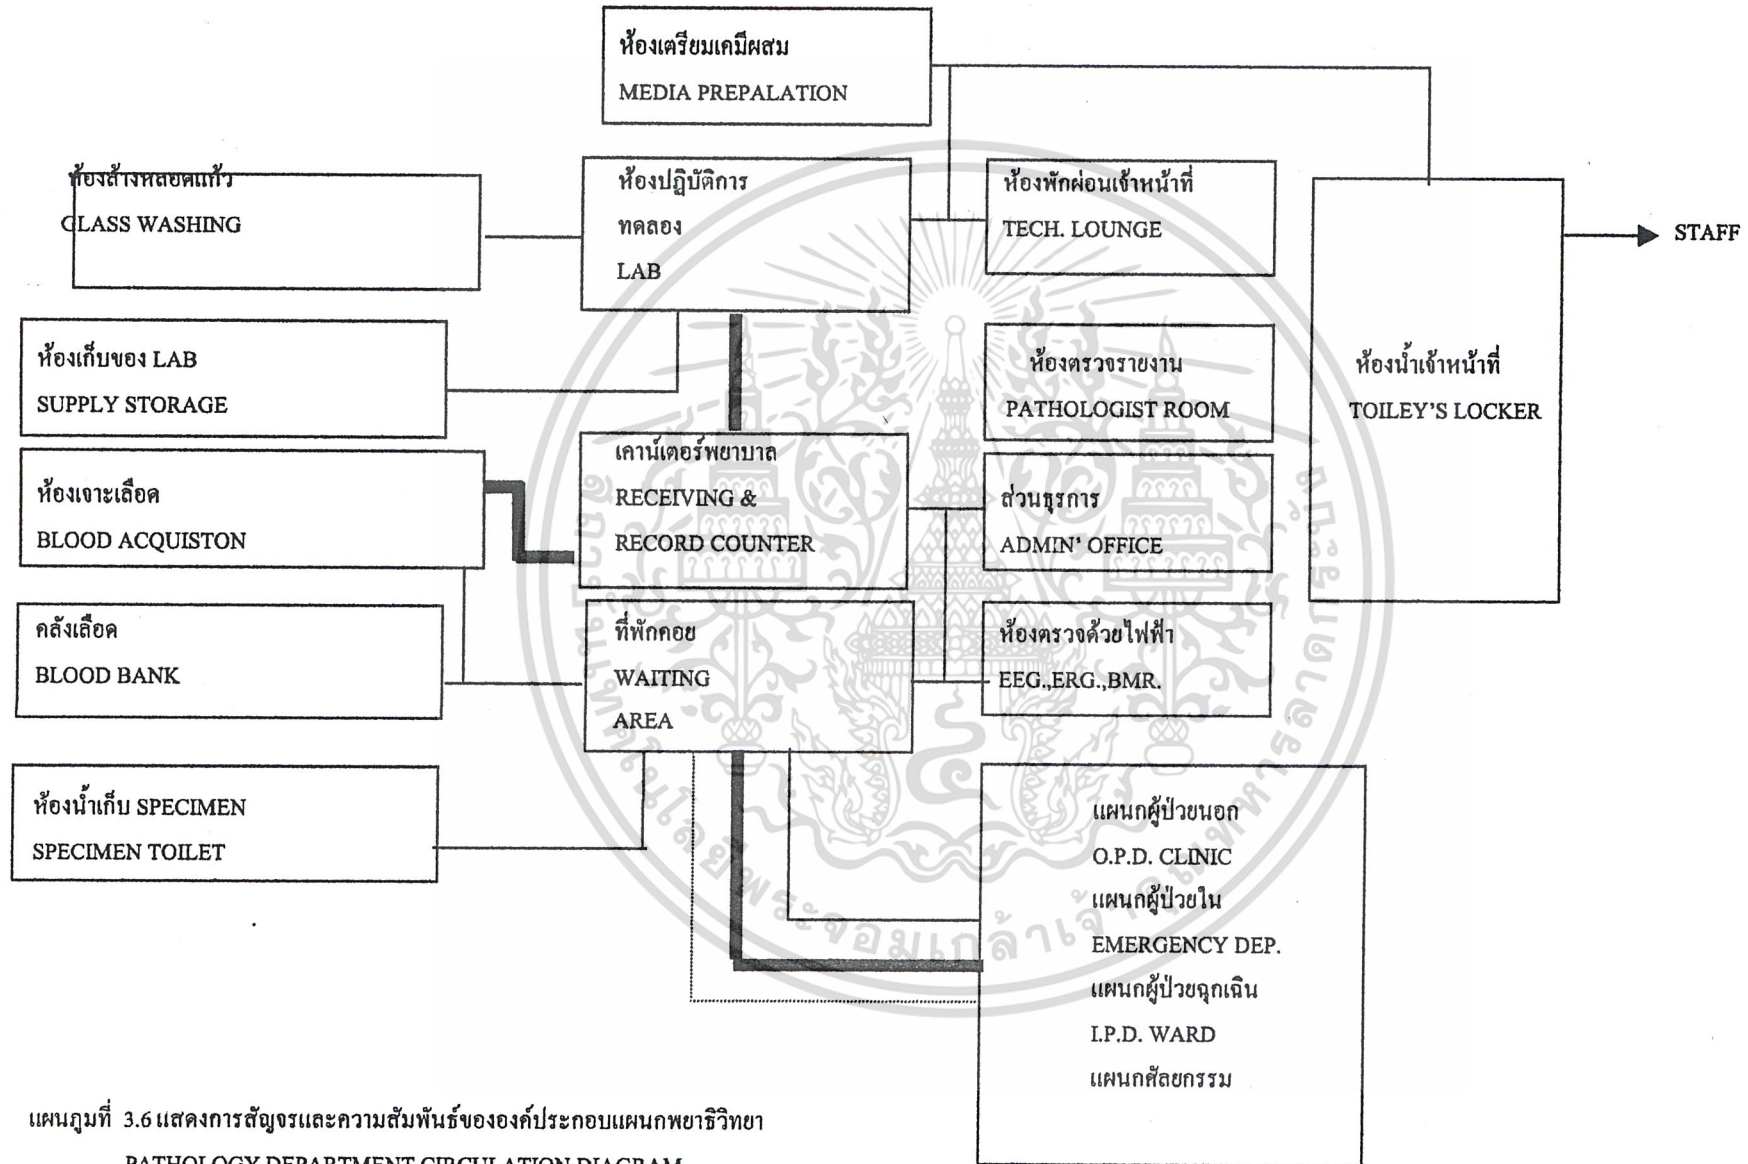 ห้องเตรียมเคมีผสม
MEDIA PREPALATION
ห้องล้างหลอดแก้ว
GLASS WASHING
ห้องปฏิบัติการ
ทดลอง
LAB
ห้องพักผ่อนเจ้าหน้าที่
TECH. LOUNGE
STAFF
ห้องเก็บของ LAB
SUPPLY STORAGE
ห้องตรวจรายงาน
PATHOLOGIST ROOM
ห้องน้ำเจ้าหน้าที่
TOILEY'S LOCKER
ห้องเจาะเลือด
BLOOD ACQUISTON
เคาน์เตอร์พยาบาล
RECEIVING &
RECORD COUNTER
ส่วนธุรการ
ADMIN' OFFICE
คลังเลือด
BLOOD BANK
ที่พักคอย
WAITING
AREA
ห้องตรวจด้วยไฟฟ้า
EEG.,ERG.,BMR.
ห้องน้ำเก็บ SPECIMEN
SPECIMEN TOILET
แผนกผู้ป่วยนอก
O.P.D. CLINIC
แผนกผู้ป่วยใน
EMERGENCY DEP.
แผนกผู้ป่วยฉุกเฉิน
I.P.D. WARD
แผนกศัลยกรรม
แผนภูมที่ 3.6 แสดงการสัญจรและความสัมพันธ์ขององค์ประกอบแผนกพยาธิวิทยา
PATHOLOGY DEPARTMENT CIRCULATION DIAGRAM